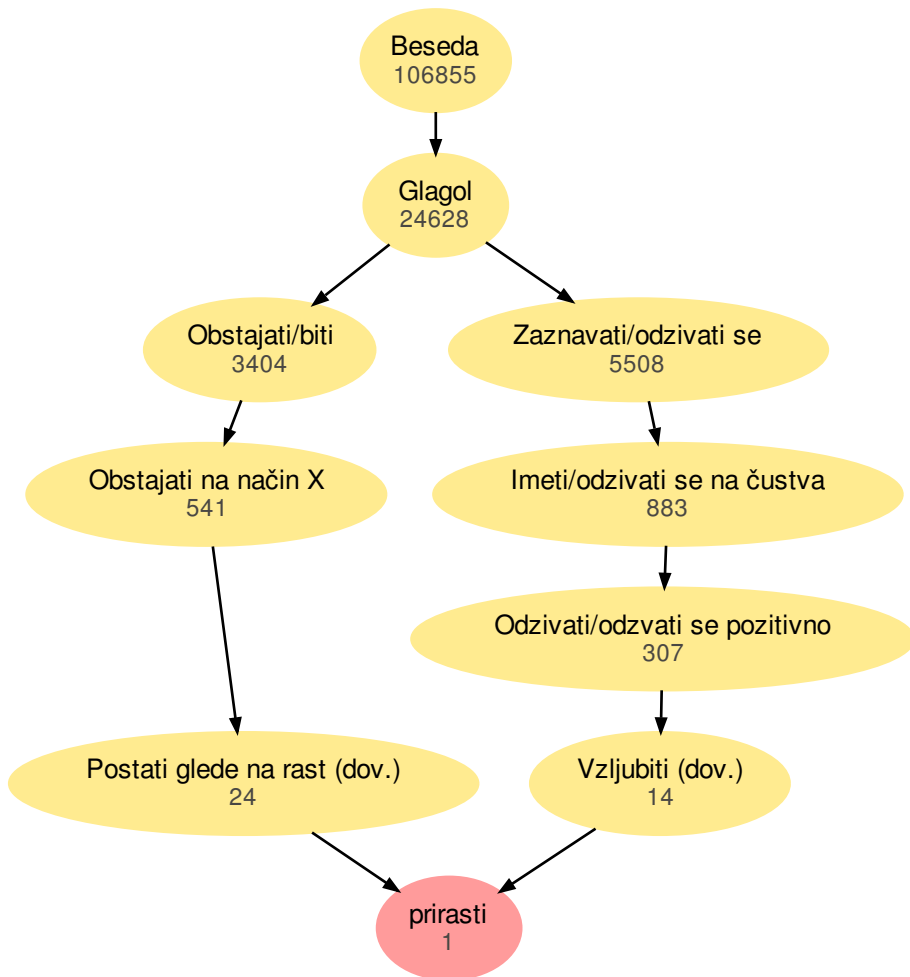 Beseda
106855
Glagol
24628
Obstajati/biti
3404
Zaznavati/odzivati se
5508
Obstajati na način X
541
Imeti/odzivati se na čustva
883
Odzivati/odzvati se pozitivno
307
Postati glede na rast (dov.)
24
Vzljubiti (dov.)
14
prirasti
1